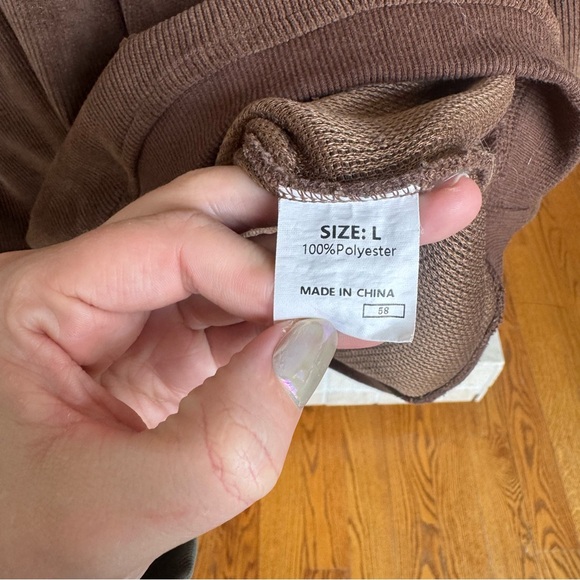 SIZE: L
100%Polyester
MADE IN CHINA
58